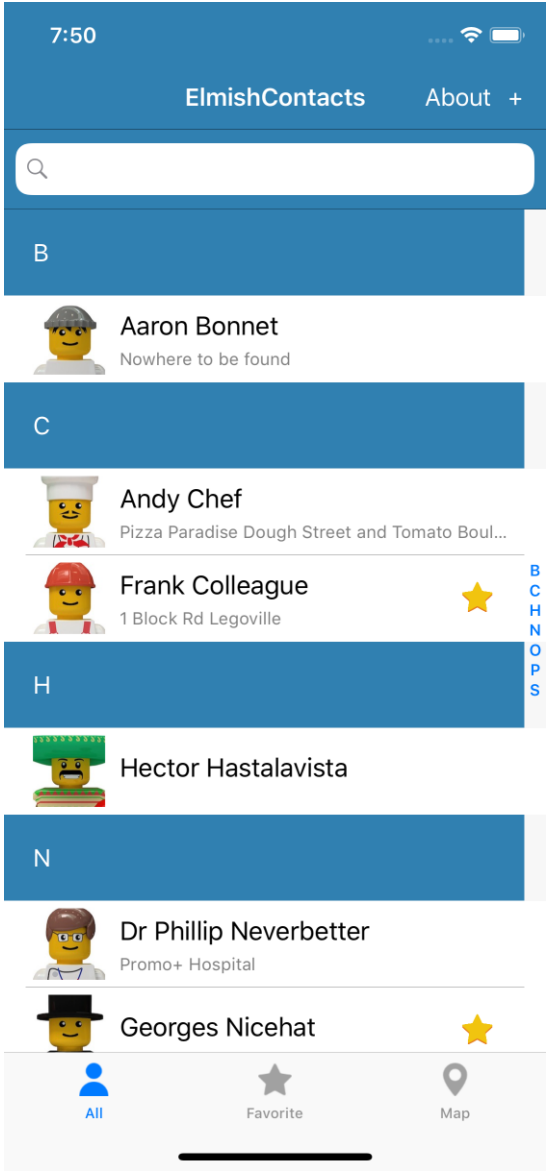 7:50
ElmishContacts
About +
B
Aaron Bonnet
Nowhere to be found
C
Andy Chef
Pizza Paradise Dough Street and Tomato Boul...
Frank Colleague
1 Block Rd Legoville
B
C
H
N
O
P
S
H
Hector Hastalavista
N
Dr Phillip Neverbetter
Promo+ Hospital
Georges Nicehat
All
Favorite
Map